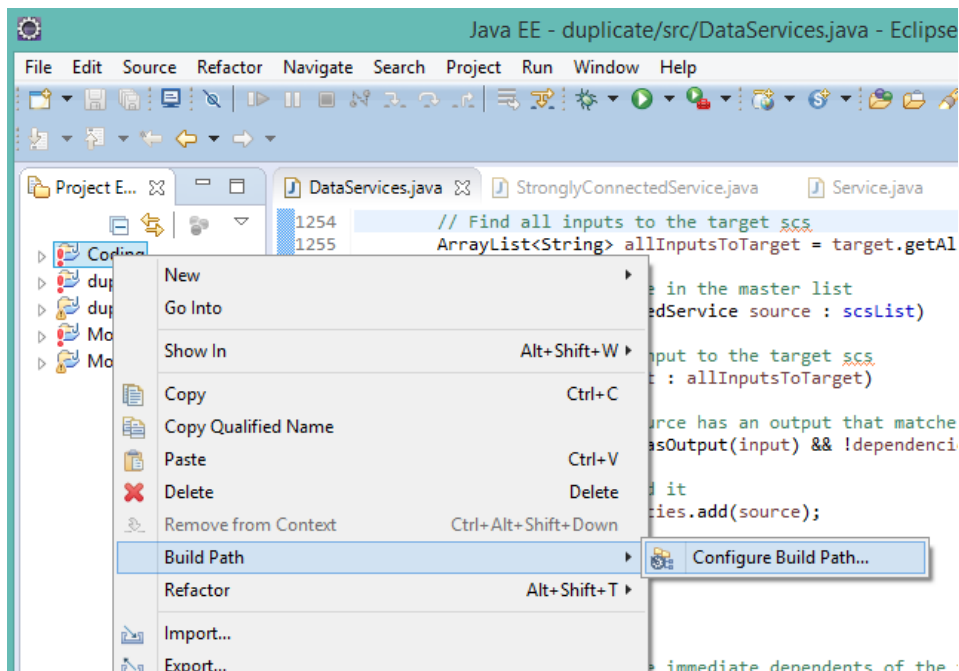 Java EE - duplicate/src/DataServices.java - Eclipse
File Edit Source Refactor Navigate Search Project Run Window Help
Project E...
DataServices.java StronglyConnectedService.java Service.java
1254 // Find all inputs to the target scs
1255 ArrayList<String> allInputsToTarget = target.getAl
Coding
dup
dup
Mo
Mo
New
Go Into
Show In Alt+Shift+W
Copy Ctrl+C
Copy Qualified Name
Paste Ctrl+V
Delete Delete
Remove from Context Ctrl+Alt+Shift+Down
Build Path
Configure Build Path...
Refactor Alt+Shift+T
Import...
Export...
e in the master list
edService source : scsList)
nput to the target scs
t : allInputsToTarget)
urce has an output that matche
asOutput(input) && !dependenci
d it
cies.add(source);
e immediate dependents of the